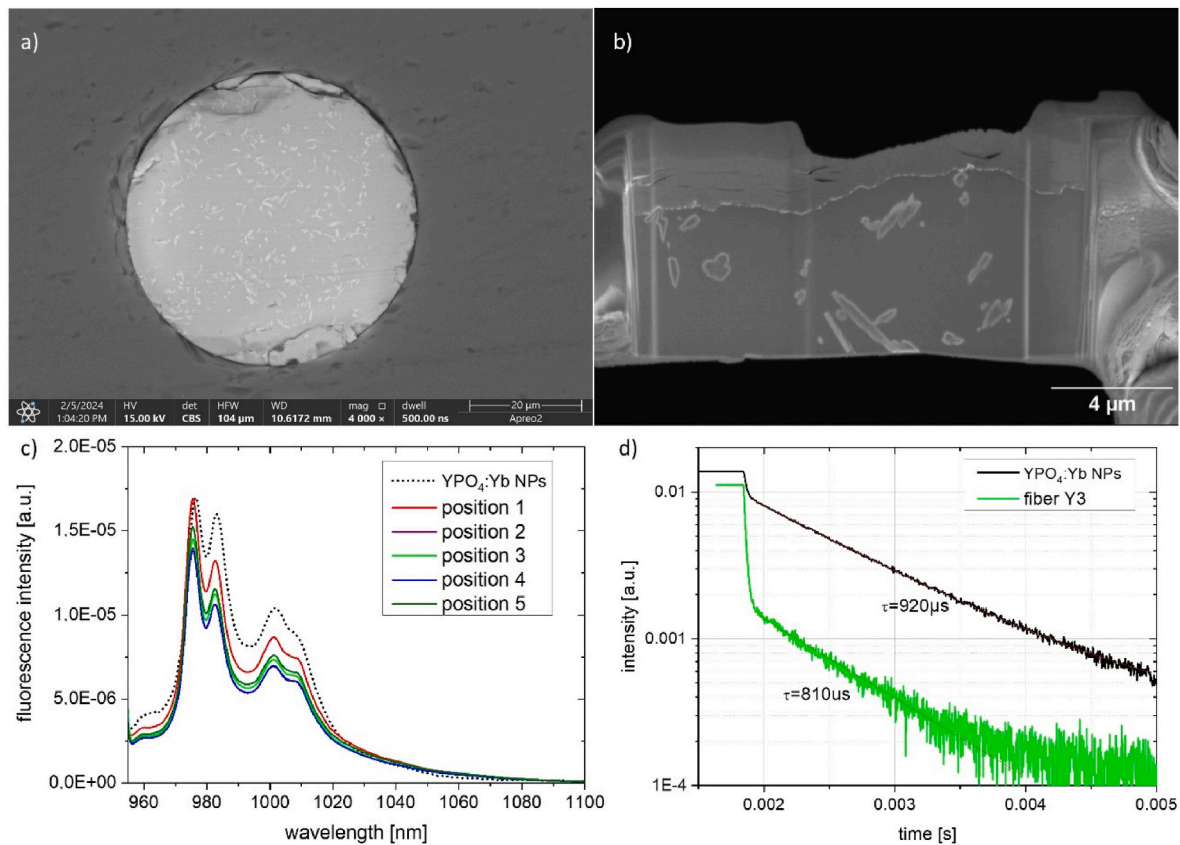 a)
2/5/2024 HV det HFW WD mag □ dwell 20 µm
1:04:20 PM 15.00 kV CBS 104 µm 10.6172 mm 4 000 × 500.00 ns Apreo2
b)
4 µm
c)
fluorescence intensity [a.u.]
2.0E-05
1.5E-05
1.0E-05
5.0E-06
0.0E+00
YPO₄:Yb NPs
position 1
position 2
position 3
position 4
position 5
960 980 1000 1020 1040 1060 1080 1100
wavelength [nm]
d)
intensity [a.u.]
0.01
0.001
1E-4
YPO₄:Yb NPs
fiber Y3
τ=920µs
τ=810us
0.002 0.003 0.004 0.005
time [s]